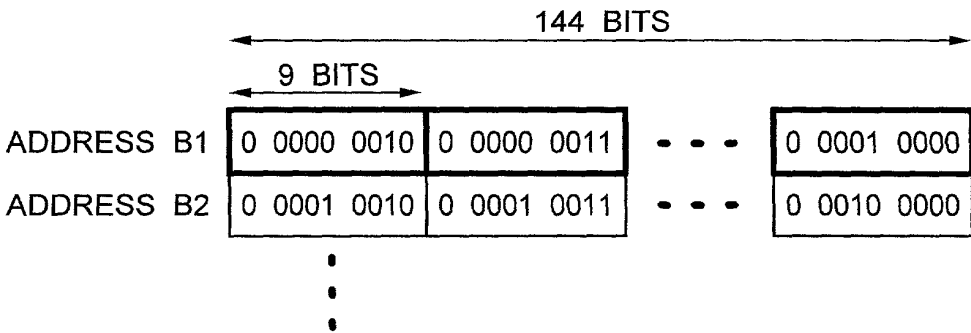 144 BITS
9 BITS
ADDRESS B1 0 0000 0010 0 0000 0011 - - - 0 0001 0000
ADDRESS B2 0 0001 0010 0 0001 0011 - - - 0 0010 0000